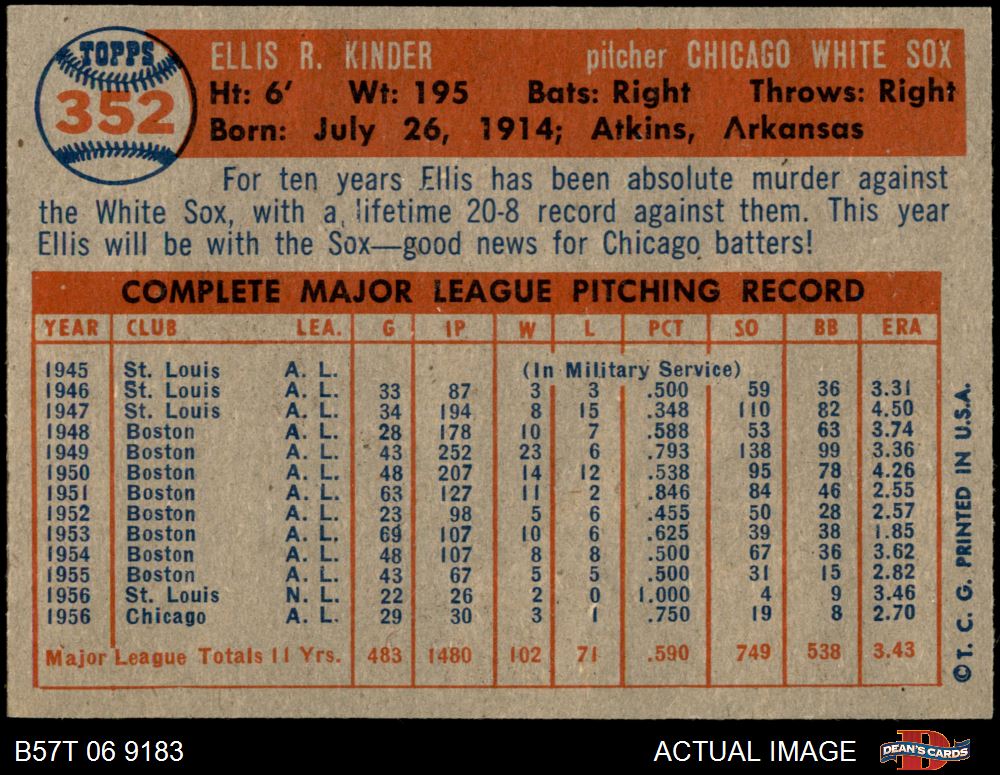 TOPPS
352
ELLIS R. KINDER pitcher CHICAGO WHITE SOX
Ht: 6' Wt: 195 Bats: Right Throws: Right
Born: July 26, 1914; Atkins, Arkansas
For ten years Ellis has been absolute murder against
the White Sox, with a lifetime 20-8 record against them. This year
Ellis will be with the Sox—good news for Chicago batters!
COMPLETE MAJOR LEAGUE PITCHING RECORD
YEAR CLUB LEA. G IP W L PCT SO BB ERA
1945 St. Louis A. L. (In Military Service)
1946 St. Louis A. L. 33 87 3 3 .500 59 36 3.31
1947 St. Louis A. L. 34 194 8 15 .348 110 82 4.50
1948 Boston A. L. 28 178 10 7 .588 53 63 3.74
1949 Boston A. L. 43 252 23 6 .793 138 99 3.36
1950 Boston A. L. 48 207 14 12 .538 95 78 4.26
1951 Boston A. L. 63 127 11 2 .846 84 46 2.55
1952 Boston A. L. 23 98 5 6 .455 50 28 2.57
1953 Boston A. L. 69 107 10 6 .625 39 38 1.85
1954 Boston A. L. 48 107 8 8 .500 67 36 3.62
1955 Boston A. L. 43 67 5 5 .500 31 15 2.82
1956 St. Louis N. L. 22 26 2 0 1.000 4 9 3.46
1956 Chicago A. L. 29 30 3 1 .750 19 8 2.70
Major League Totals 11 Yrs. 483 1480 102 71 .590 749 538 3.43
© T. C. G. PRINTED IN U.S.A.
B57T 06 9183 ACTUAL IMAGE
DEAN'S CARDS